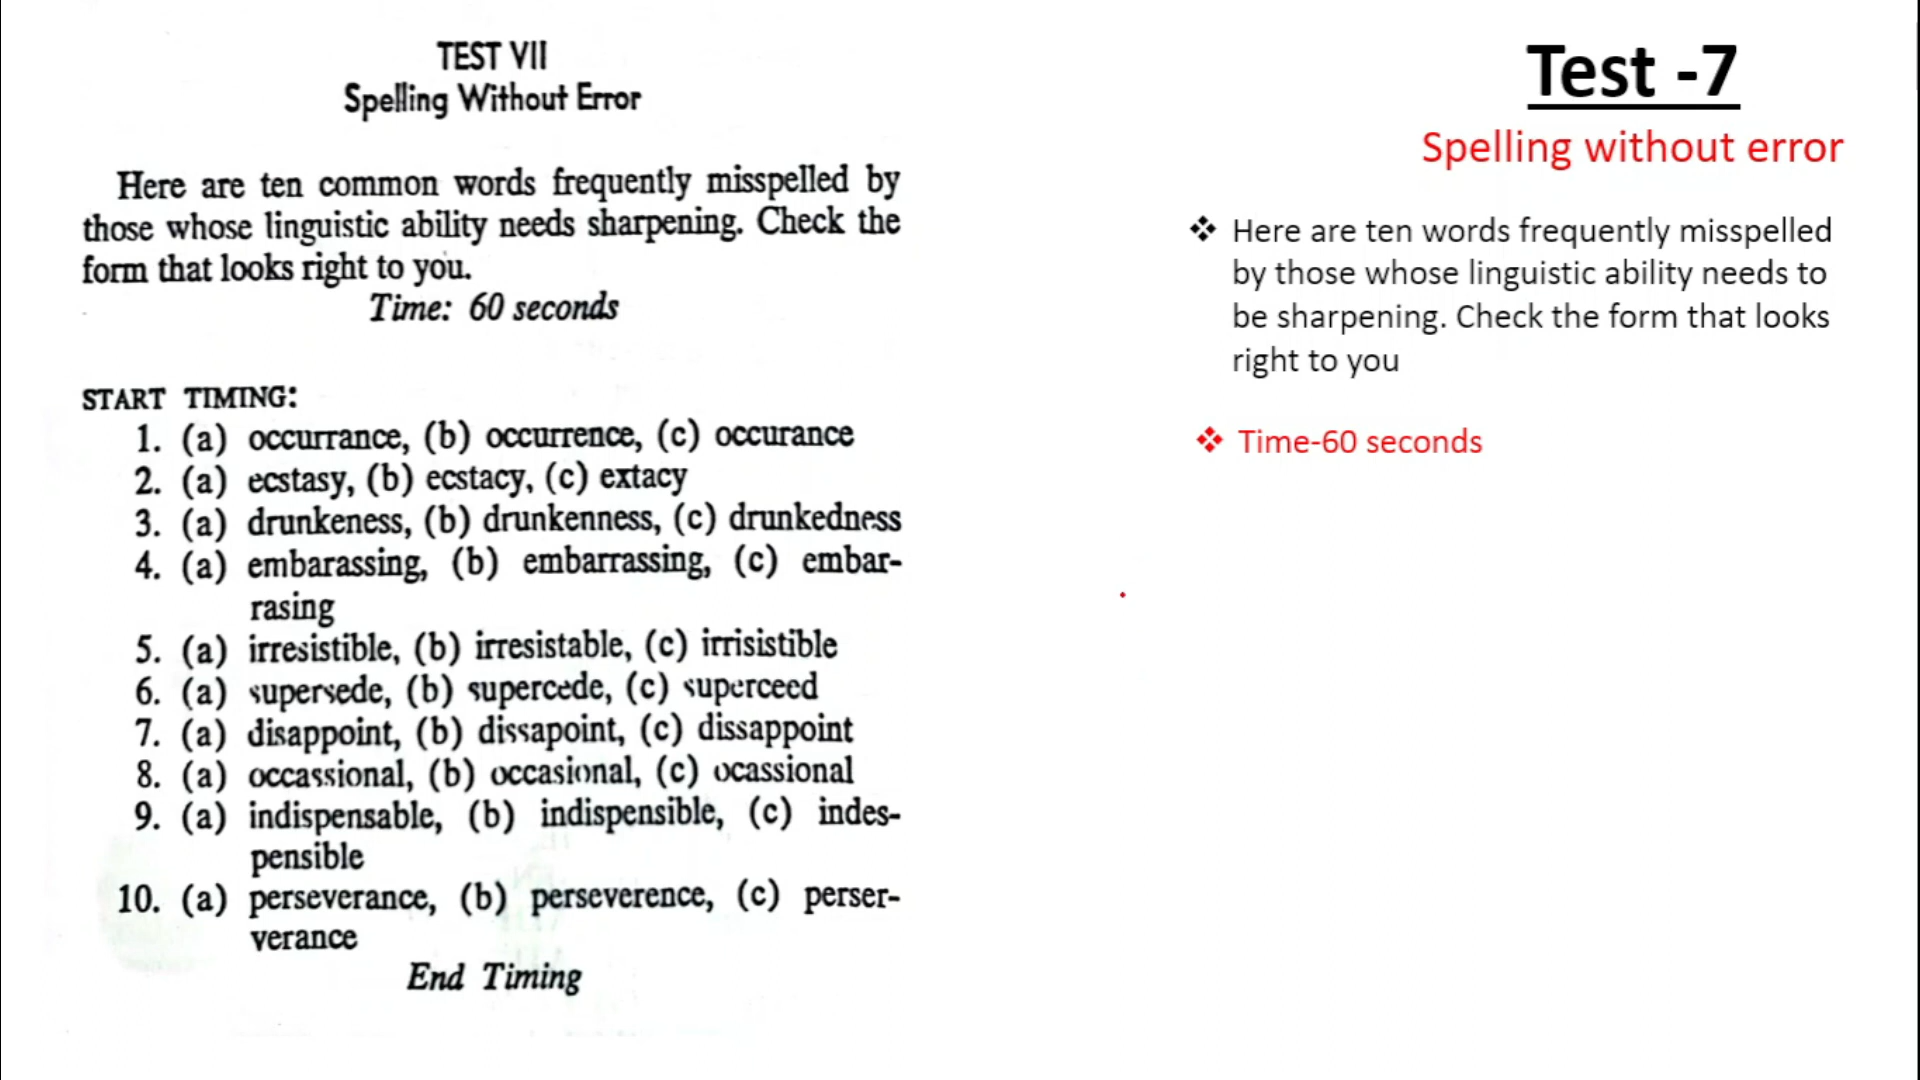 TEST VII
Spelling Without Error
Here are ten common words frequently misspelled by
those whose linguistic ability needs sharpening. Check the
form that looks right to you.
Time: 60 seconds
START TIMING:
1. (a) occurrance, (b) occurrence, (c) occurance
2. (a) ecstasy, (b) ecstacy, (c) extacy
3. (a) drunkeness, (b) drunkenness, (c) drunkedness
4. (a) embarassing, (b) embarrassing, (c) embar-
rasing
5. (a) irresistible, (b) irresistable, (c) irrisistible
6. (a) supersede, (b) supercede, (c) superceed
7. (a) disappoint, (b) dissapoint, (c) dissappoint
8. (a) occassional, (b) occasional, (c) ocassional
9. (a) indispensable, (b) indispensible, (c) indes-
pensible
10. (a) perseverance, (b) perseverence, (c) perser-
verance
End Timing
Test -7
Spelling without error
❖ Here are ten words frequently misspelled
by those whose linguistic ability needs to
be sharpening. Check the form that looks
right to you
❖ Time-60 seconds